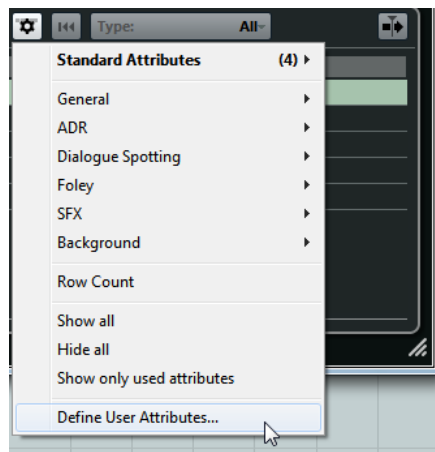 Type: All
Standard Attributes (4)
General
ADR
Dialogue Spotting
Foley
SFX
Background
Row Count
Show all
Hide all
Show only used attributes
Define User Attributes...